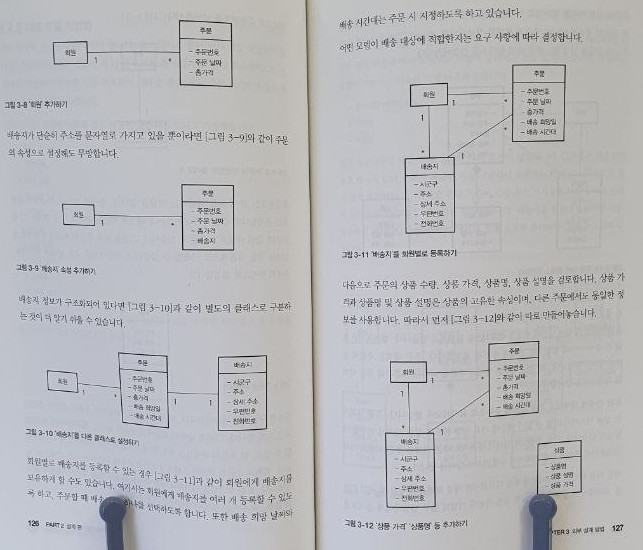 주문
회원
1
*
- 주문번호
- 주문 날짜
- 총가격
그림 3-8 '회원' 추가하기
배송지가 단순히 주소를 문자열로 가지고 있을 뿐이라면 [그림 3-9]와 같이 주문
의 속성으로 설정해도 무방합니다.
주문
회원
1
*
- 주문번호
- 주문 날짜
- 총가격
- 배송지
그림 3-9 '배송지' 속성 추가하기
배송지 정보가 구조화되어 있다면 [그림 3-10]과 같이 별도의 클래스로 구분하
는 것이 더 알기 쉬울 수 있습니다.
회원
1
*
주문
- 주문번호
- 주문 날짜
- 총가격
- 배송 희망일
- 배송 시간대
1
1
배송지
- 시군구
- 주소
- 상세 주소
- 우편번호
- 전화번호
그림 3-10 '배송지'를 다른 클래스로 설정하기
회원별로 배송지를 등록할 수 있는 경우 [그림 3-11]과 같이 회원에게 배송지를
보유하게 할 수도 있습니다. 여기서는 회원에게 배송지를 여러 개 등록할 수 있도
록 하고, 주문할 때 배송 선택하도록 합니다. 또한 배송 희망 날짜와
126 PART 2 설계 편
배송 시간대는 주문 시 지정하도록 하고 있습니다.
어떤 모델이 배송 대상에 적합한지는 요구 사항에 따라 결정합니다.
회원
1
*
주문
- 주문번호
- 주문 날짜
- 총가격
- 배송 희망일
- 배송 시간대
1
*
*
1
배송지
- 시군구
- 주소
- 상세 주소
- 우편번호
- 전화번호
그림 3-11 '배송지'를 회원별로 등록하기
다음으로 주문의 상품 수량, 상품 가격, 상품명, 상품 설명을 검토합니다. 상품 가
격과 상품명 및 상품 설명은 상품의 고유한 속성이며, 다른 주문에서도 동일한 정
보를 사용합니다. 따라서 먼저 [그림 3-12]와 같이 따로 만들어놓습니다.
회원
1
*
주문
- 주문번호
- 주문 날짜
- 총가격
- 배송 희망일
- 배송 시간대
1
*
*
1
배송지
- 시군구
- 주소
- 상세 주소
- 우편번호
- 전화번호
상품
- 상품명
- 상품 설명
- 상품 가격
그림 3-12 '상품 가격' '상품명' 등 추가하기
TER 3 외부 설계 방법 127